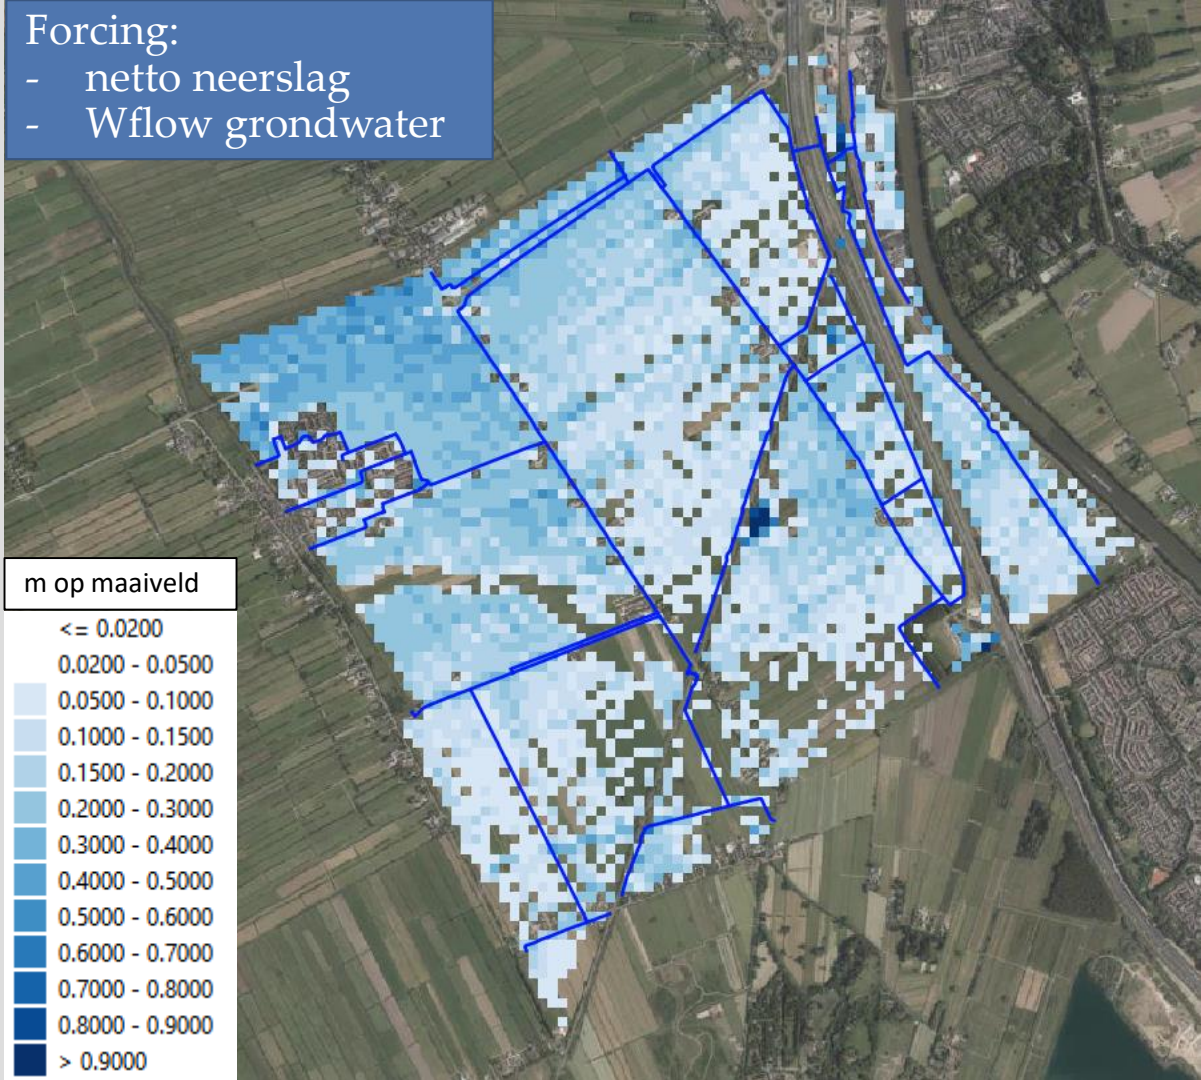 Forcing:
- netto neerslag
- Wflow grondwater
m op maaiveld
<= 0.0200
0.0200 - 0.0500
0.0500 - 0.1000
0.1000 - 0.1500
0.1500 - 0.2000
0.2000 - 0.3000
0.3000 - 0.4000
0.4000 - 0.5000
0.5000 - 0.6000
0.6000 - 0.7000
0.7000 - 0.8000
0.8000 - 0.9000
> 0.9000